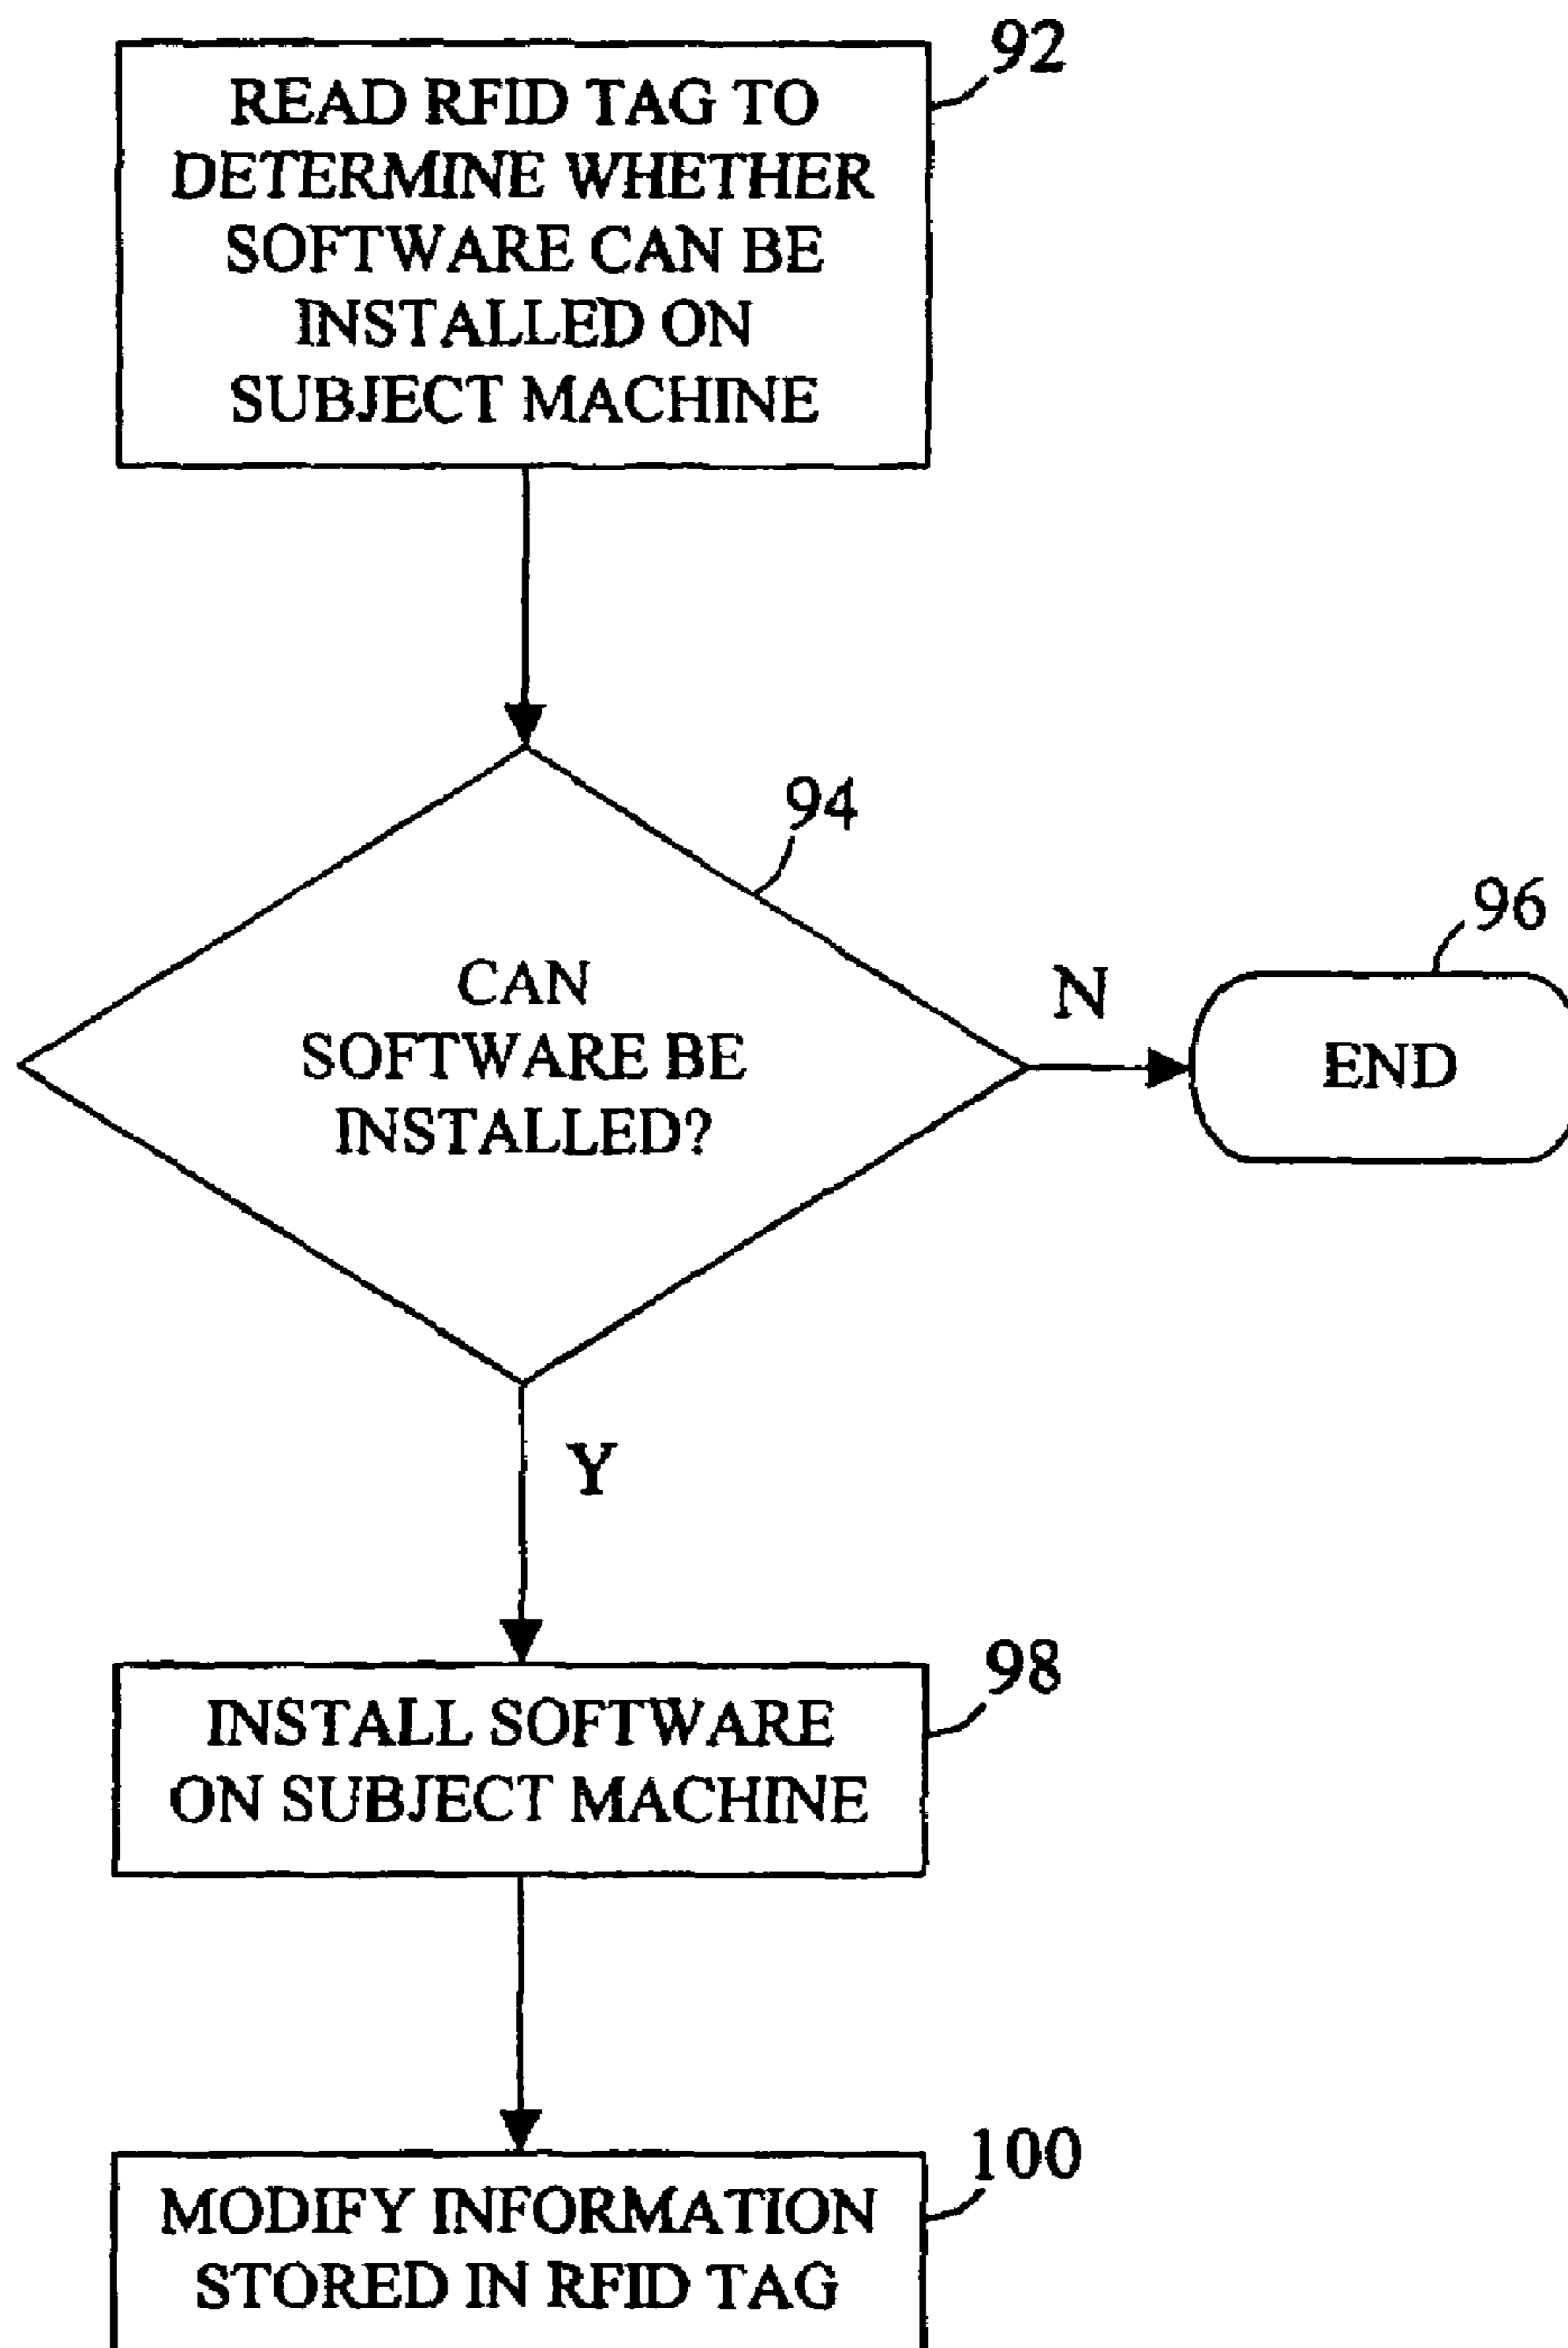 92
READ RFID TAG TO
DETERMINE WHETHER
SOFTWARE CAN BE
INSTALLED ON
SUBJECT MACHINE
94
CAN
SOFTWARE BE
INSTALLED?
N
96
END
Y
98
INSTALL SOFTWARE
ON SUBJECT MACHINE
100
MODIFY INFORMATION
STORED IN RFID TAG